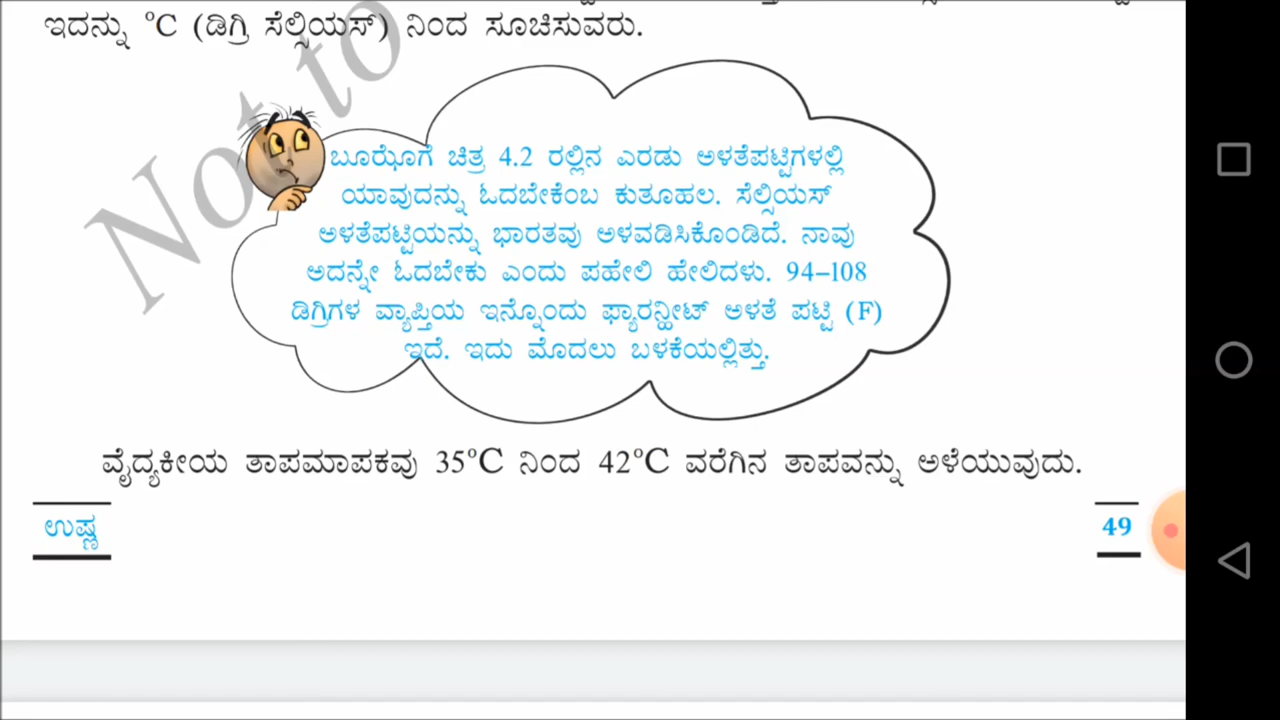 ಇದನ್ನು °C (ಡಿಗ್ರಿ ಸೆಲ್ಸಿಯಸ್) ನಿಂದ ಸೂಚಿಸುವರು.
Not to
ಬೂಝೊಗೆ ಚಿತ್ರ 4.2 ರಲ್ಲಿನ ಎರಡು ಅಳತೆಪಟ್ಟಿಗಳಲ್ಲಿ
ಯಾವುದನ್ನು ಓದಬೇಕೆಂಬ ಕುತೂಹಲ. ಸೆಲ್ಸಿಯಸ್
ಅಳತೆಪಟ್ಟಿಯನ್ನು ಭಾರತವು ಅಳವಡಿಸಿಕೊಂಡಿದೆ. ನಾವು
ಅದನ್ನೇ ಓದಬೇಕು ಎಂದು ಪಹೇಲಿ ಹೇಲಿದಳು. 94–108
ಡಿಗ್ರಿಗಳ ವ್ಯಾಪ್ತಿಯ ಇನ್ನೊಂದು ಫ್ಯಾರನ್ಹೀಟ್ ಅಳತೆ ಪಟ್ಟಿ (F)
ಇದೆ. ಇದು ಮೊದಲು ಬಳಕೆಯಲ್ಲಿತ್ತು.
ವೈದ್ಯಕೀಯ ತಾಪಮಾಪಕವು 35°C ನಿಂದ 42°C ವರೆಗಿನ ತಾಪವನ್ನು ಅಳೆಯುವುದು.
ಉಷ್ಣ
49